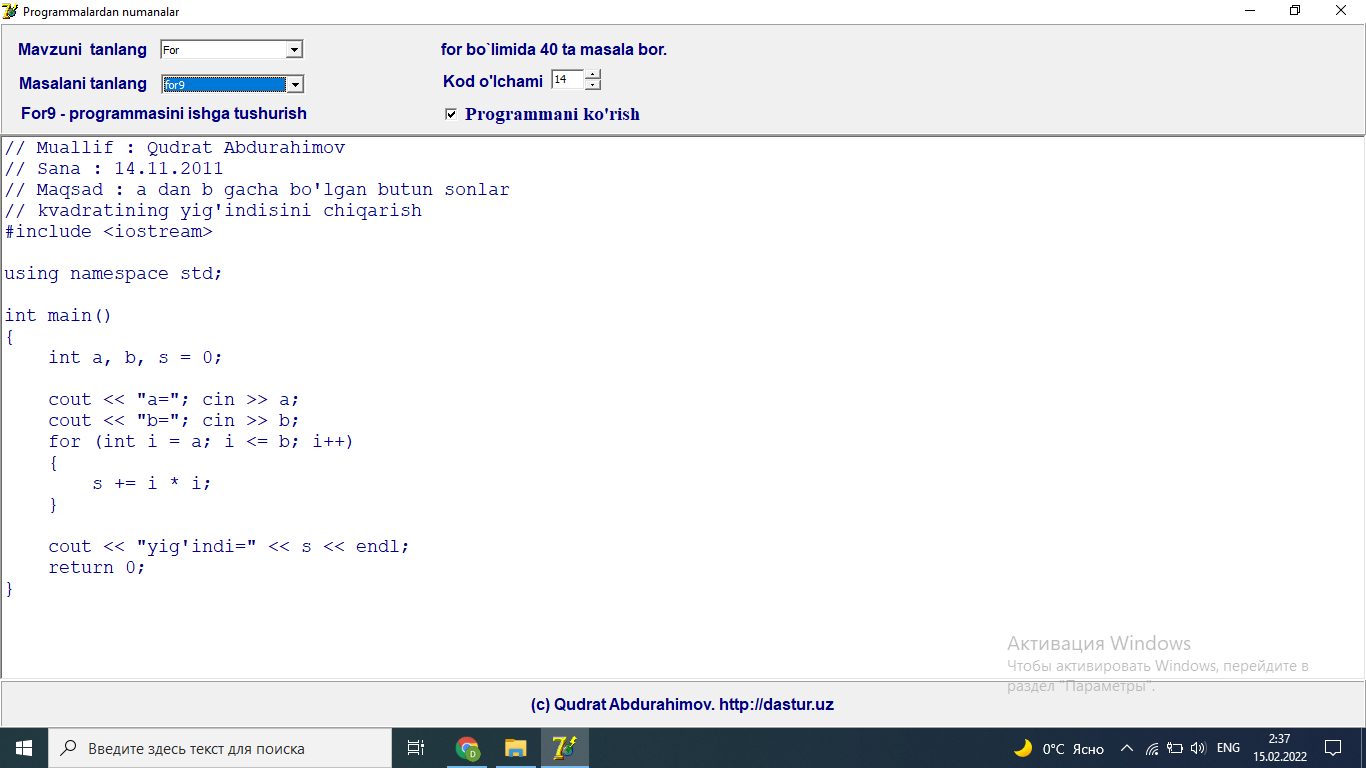 Programmalardan numanalar
Mavzuni tanlang For for bo`limida 40 ta masala bor.
Masalani tanlang for9 Kod o'lchami 14
For9 - programmasini ishga tushurish Programmani ko'rish
// Muallif : Qudrat Abdurahimov
// Sana : 14.11.2011
// Maqsad : a dan b gacha bo'lgan butun sonlar
// kvadratining yig'indisini chiqarish
#include <iostream>
using namespace std;
int main()
{
    int a, b, s = 0;
    cout << "a="; cin >> a;
    cout << "b="; cin >> b;
    for (int i = a; i <= b; i++)
    {
        s += i * i;
    }
    cout << "yig'indi=" << s << endl;
    return 0;
}
Активация Windows
Чтобы активировать Windows, перейдите в
раздел "Параметры".
(c) Qudrat Abdurahimov. http://dastur.uz
Введите здесь текст для поиска D 7 0°C Ясно ENG 2:37
15.02.2022